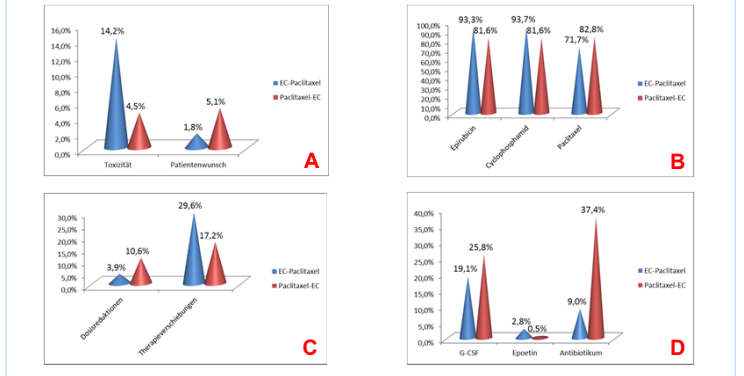 16,0%
14,0%
12,0%
10,0%
8,0%
6,0%
4,0%
2,0%
0,0%
14,2%
4,5%
1,8%
5,1%
Toxizität
Patientenwunsch
EC-Paclitaxel
Paclitaxel-EC
A
100,0%
90,0%
80,0%
70,0%
60,0%
50,0%
40,0%
30,0%
20,0%
10,0%
0,0%
93,3%
81,6%
93,7%
81,6%
71,7%
82,8%
Epirubicin
Cyclophosphamid
Paclitaxel
EC-Paclitaxel
Paclitaxel-EC
B
30,0%
25,0%
20,0%
15,0%
10,0%
5,0%
0,0%
3,9%
10,6%
29,6%
17,2%
Dosisreduktionen
Therapieverschiebungen
EC-Paclitaxel
Paclitaxel-EC
C
40,0%
35,0%
30,0%
25,0%
20,0%
15,0%
10,0%
5,0%
0,0%
19,1%
25,8%
2,8%
0,5%
9,0%
37,4%
G-CSF
Epoetin
Antibiotikum
EC-Paclitaxel
Paclitaxel-EC
D